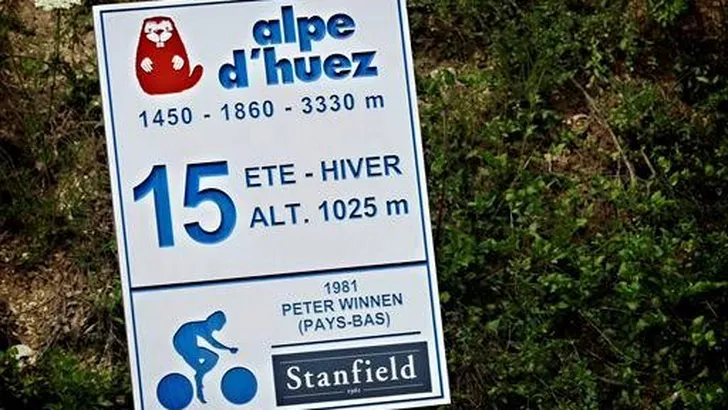 alpe
d'huez
1450 - 1860 - 3330 m
15
ETE - HIVER
ALT. 1025 m
1981
PETER WINNEN
(PAYS-BAS)
Stanfield